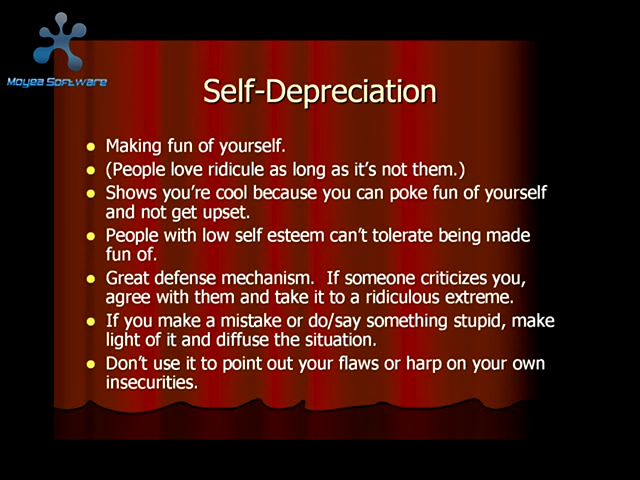 Moyea Software
Self-Depreciation
Making fun of yourself.
(People love ridicule as long as it's not them.)
Shows you're cool because you can poke fun of yourself
and not get upset.
People with low self esteem can't tolerate being made
fun of.
Great defense mechanism.  If someone criticizes you,
agree with them and take it to a ridiculous extreme.
If you make a mistake or do/say something stupid, make
light of it and diffuse the situation.
Don't use it to point out your flaws or harp on your own
insecurities.